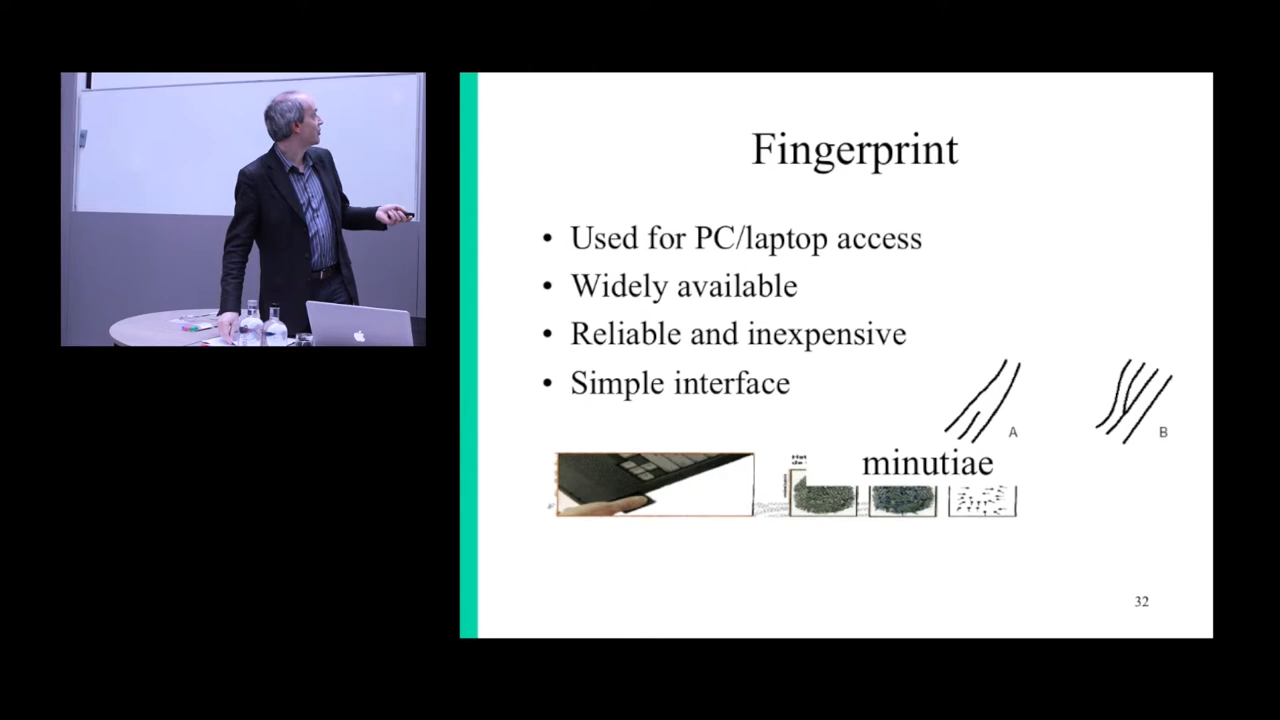 Fingerprint
• Used for PC/laptop access
• Widely available
• Reliable and inexpensive
• Simple interface
A
B
minutiae
32